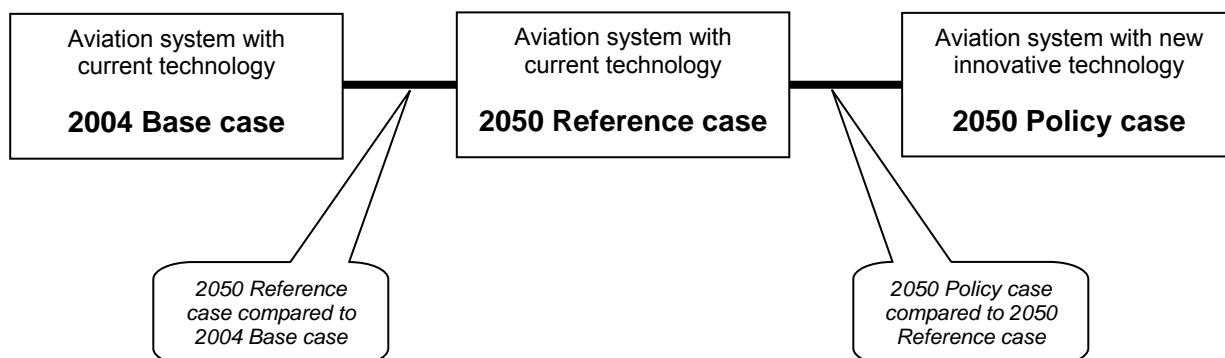 Aviation system with
current technology
2004 Base case
Aviation system with
current technology
2050 Reference case
Aviation system with new
innovative technology
2050 Policy case
2050 Reference
case compared to
2004 Base case
2050 Policy case
compared to 2050
Reference case